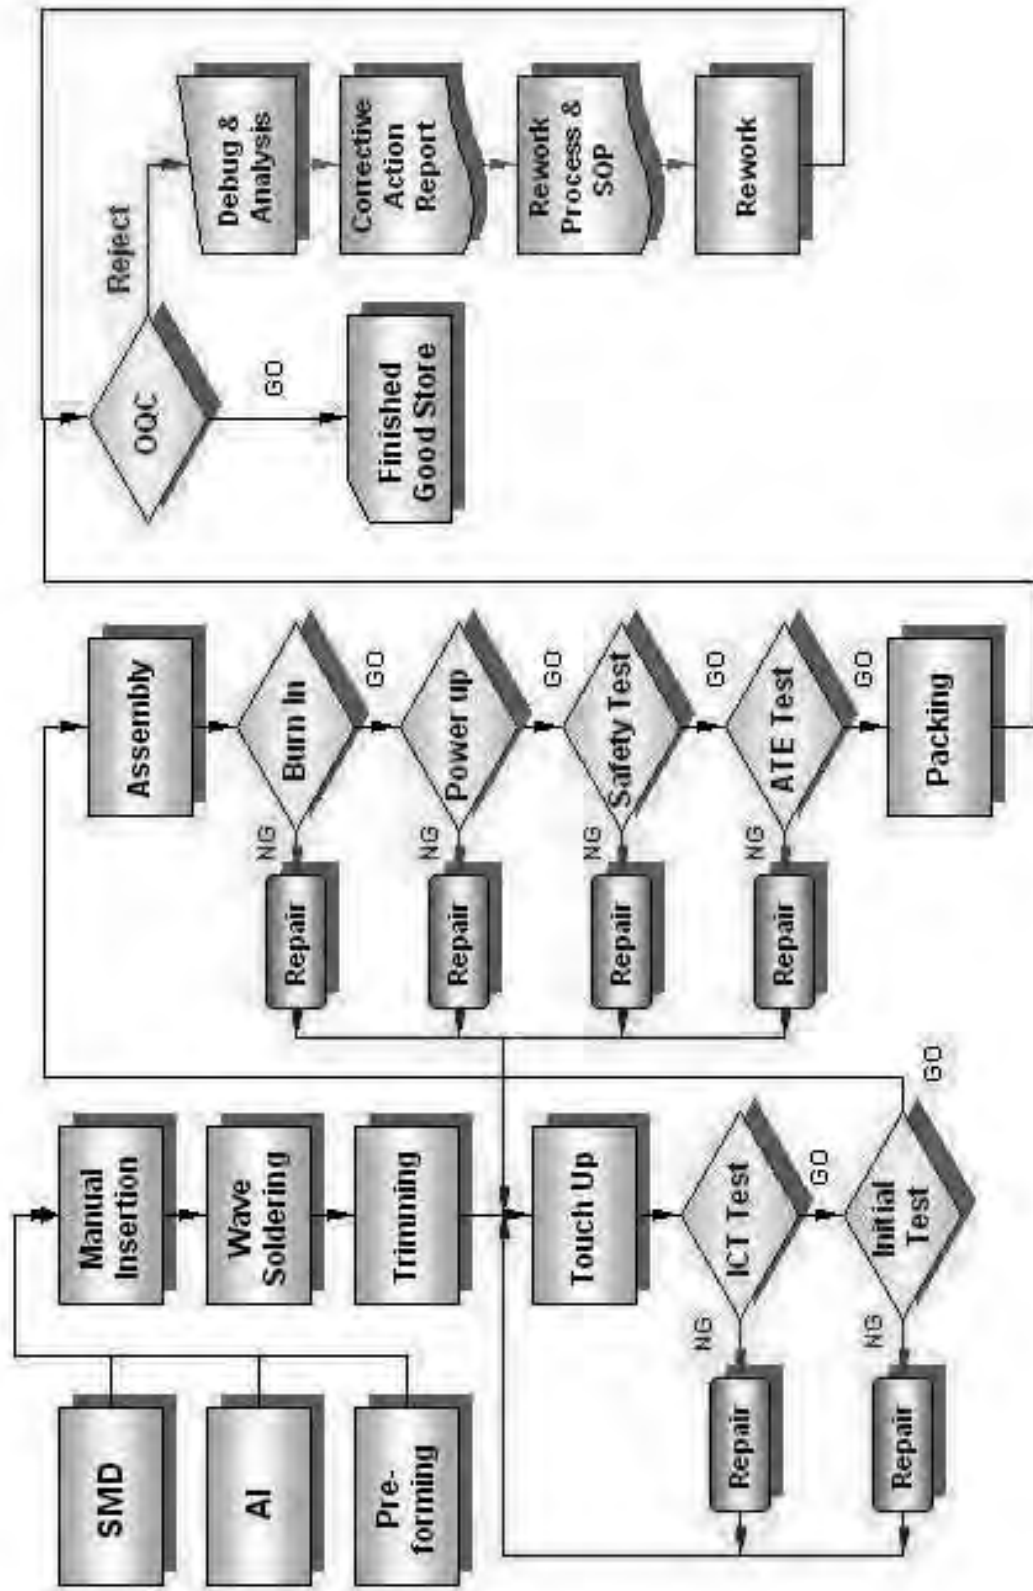 SMD
AI
Pre-
forming
Manual
Insertion
Wave
Soldering
Trimming
Touch Up
ICT Test
NG
Repair
GO
Initial
Test
NG
Repair
GO
Assembly
Burn In
NG
Repair
GO
Power up
NG
Repair
GO
Safety Test
NG
Repair
GO
ATE Test
NG
Repair
GO
Packing
OQC
Reject
GO
Finished
Good Store
Debug &
Analysis
Corrective
Action
Report
Rework
Process &
SOP
Rework